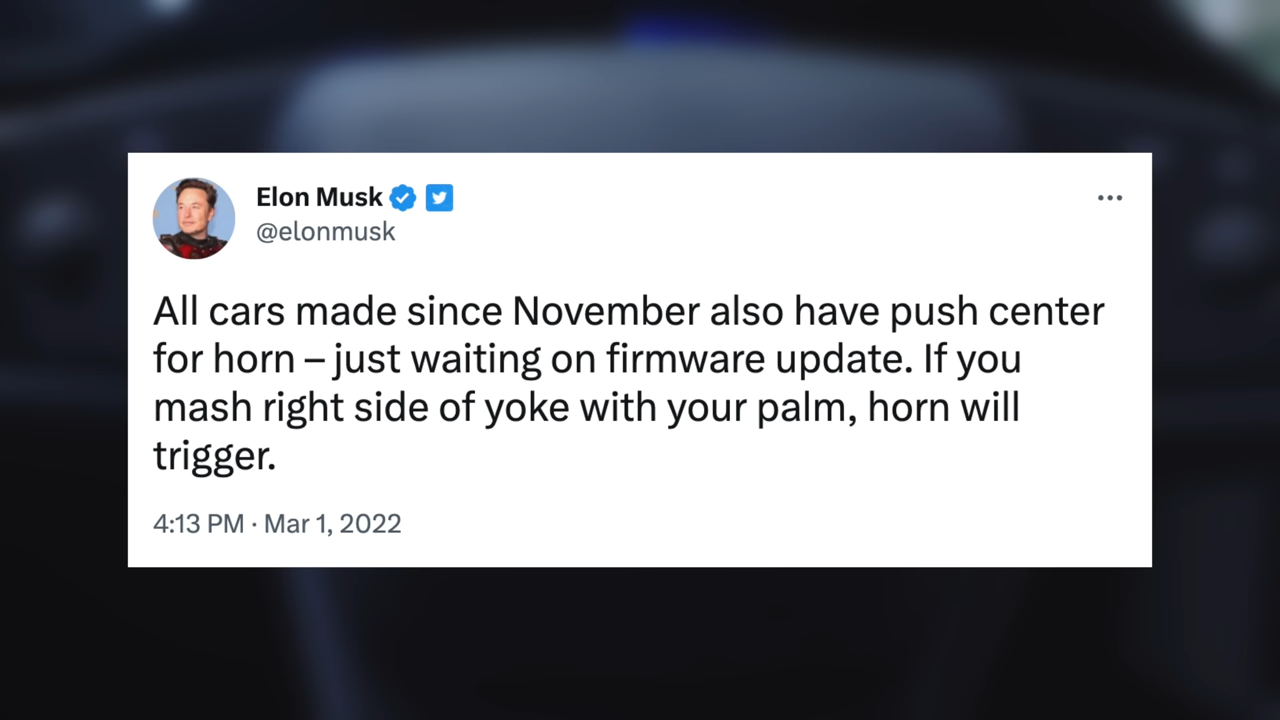 Elon Musk
@elonmusk
All cars made since November also have push center
for horn – just waiting on firmware update. If you
mash right side of yoke with your palm, horn will
trigger.
4:13 PM · Mar 1, 2022